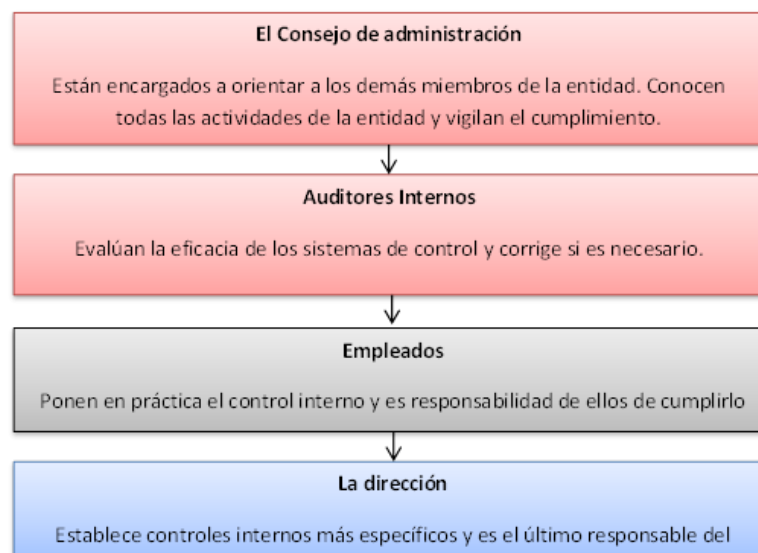 El Consejo de administración
Están encargados a orientar a los demás miembros de la entidad. Conocen
todas las actividades de la entidad y vigilan el cumplimiento.
Auditores Internos
Evalúan la eficacia de los sistemas de control y corrige si es necesario.
Empleados
Ponen en práctica el control interno y es responsabilidad de ellos de cumplirlo
La dirección
Establece controles internos más específicos y es el último responsable del